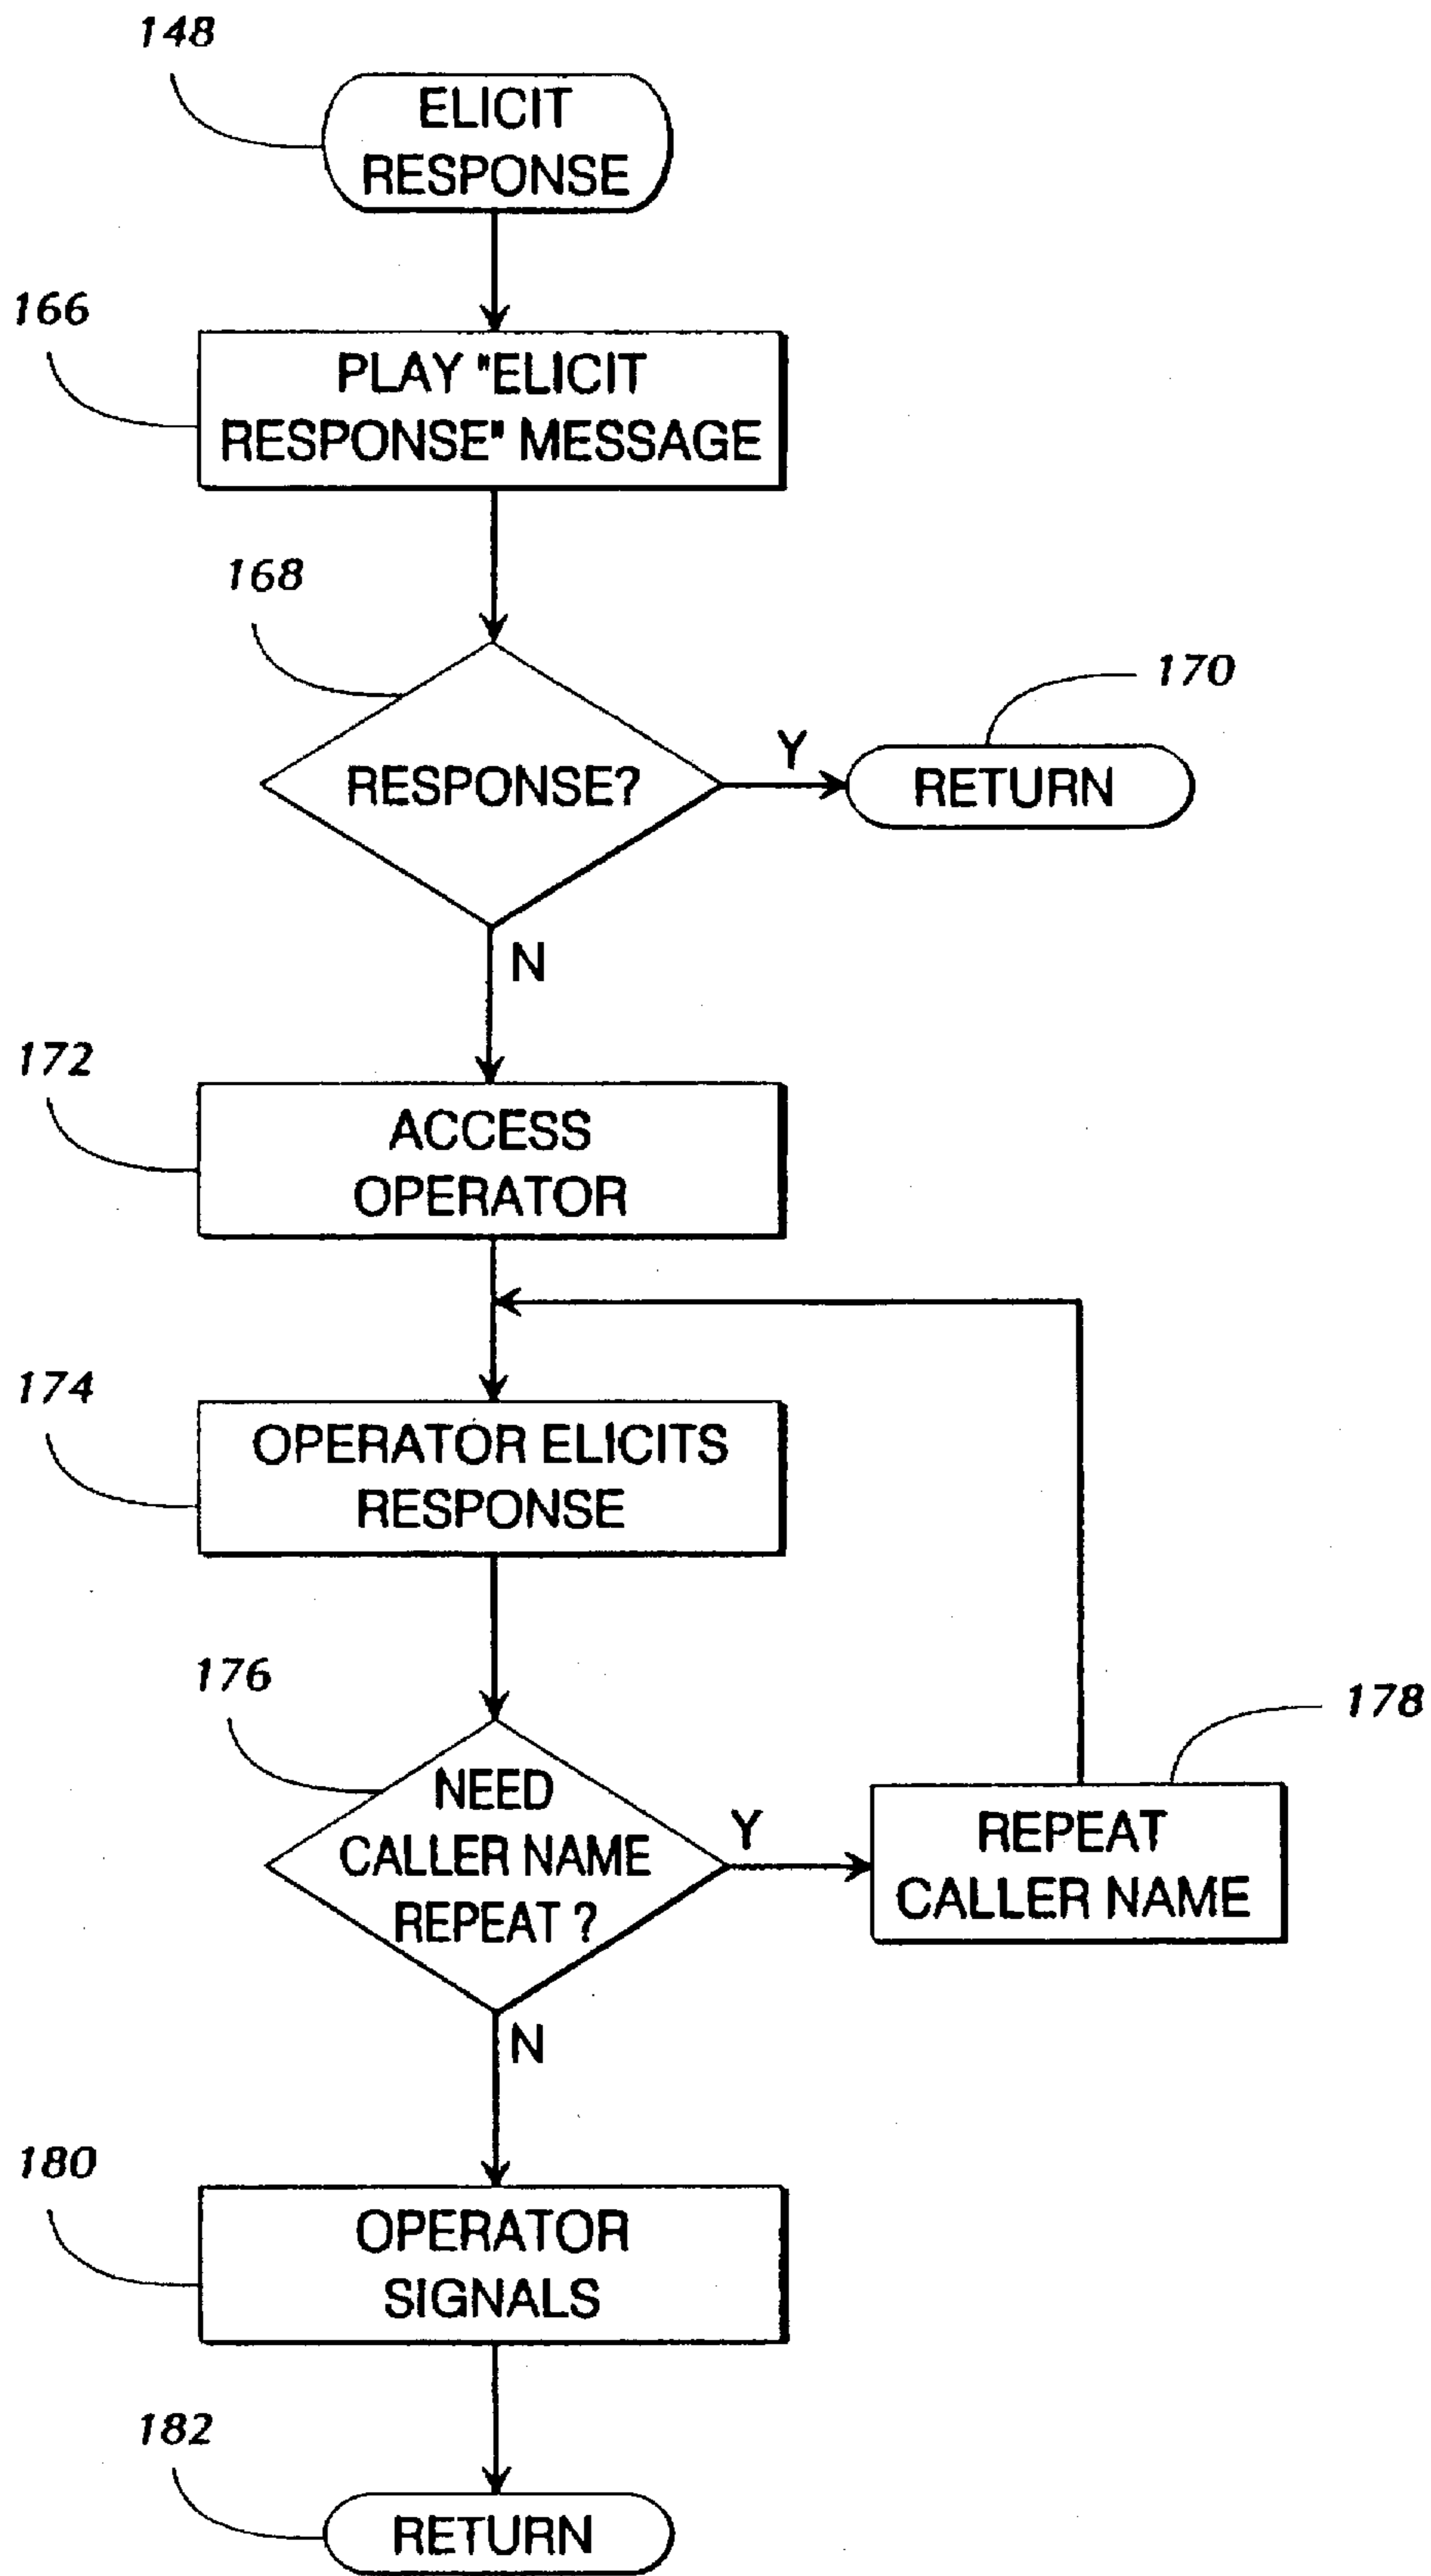 148
ELICIT
RESPONSE
166
PLAY "ELICIT
RESPONSE" MESSAGE
168
RESPONSE?
Y
170
RETURN
N
172
ACCESS
OPERATOR
174
OPERATOR ELICITS
RESPONSE
176
NEED
CALLER NAME
REPEAT ?
Y
178
REPEAT
CALLER NAME
N
180
OPERATOR
SIGNALS
182
RETURN